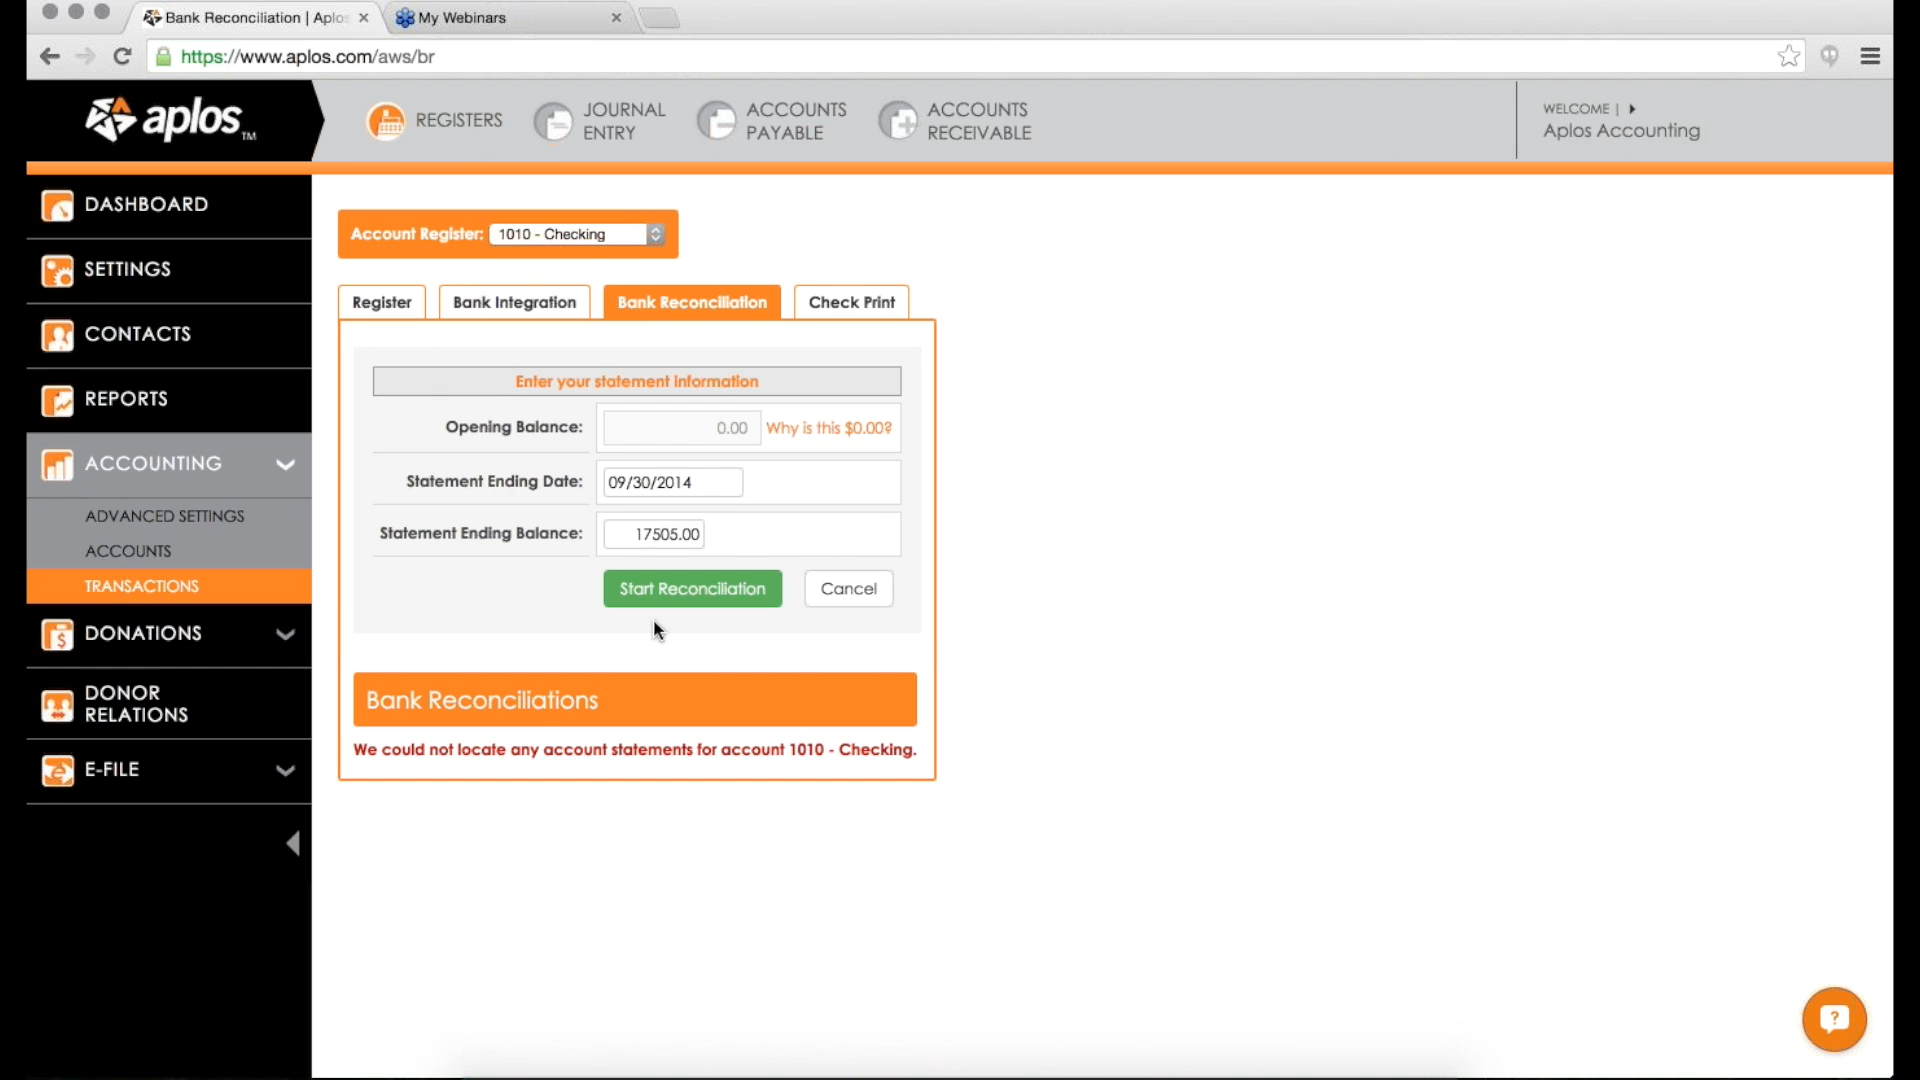 Bank Reconciliation | Aplos
My Webinars
https://www.aplos.com/aws/br
aplos™
REGISTERS
JOURNAL
ENTRY
ACCOUNTS
PAYABLE
ACCOUNTS
RECEIVABLE
WELCOME |
Aplos Accounting
DASHBOARD
SETTINGS
CONTACTS
REPORTS
ACCOUNTING
ADVANCED SETTINGS
ACCOUNTS
TRANSACTIONS
DONATIONS
DONOR
RELATIONS
E-FILE
Account Register: 1010 - Checking
Register
Bank Integration
Bank Reconciliation
Check Print
Enter your statement information
Opening Balance: 0.00 Why is this $0.00?
Statement Ending Date: 09/30/2014
Statement Ending Balance: 17505.00
Start Reconciliation
Cancel
Bank Reconciliations
We could not locate any account statements for account 1010 - Checking.